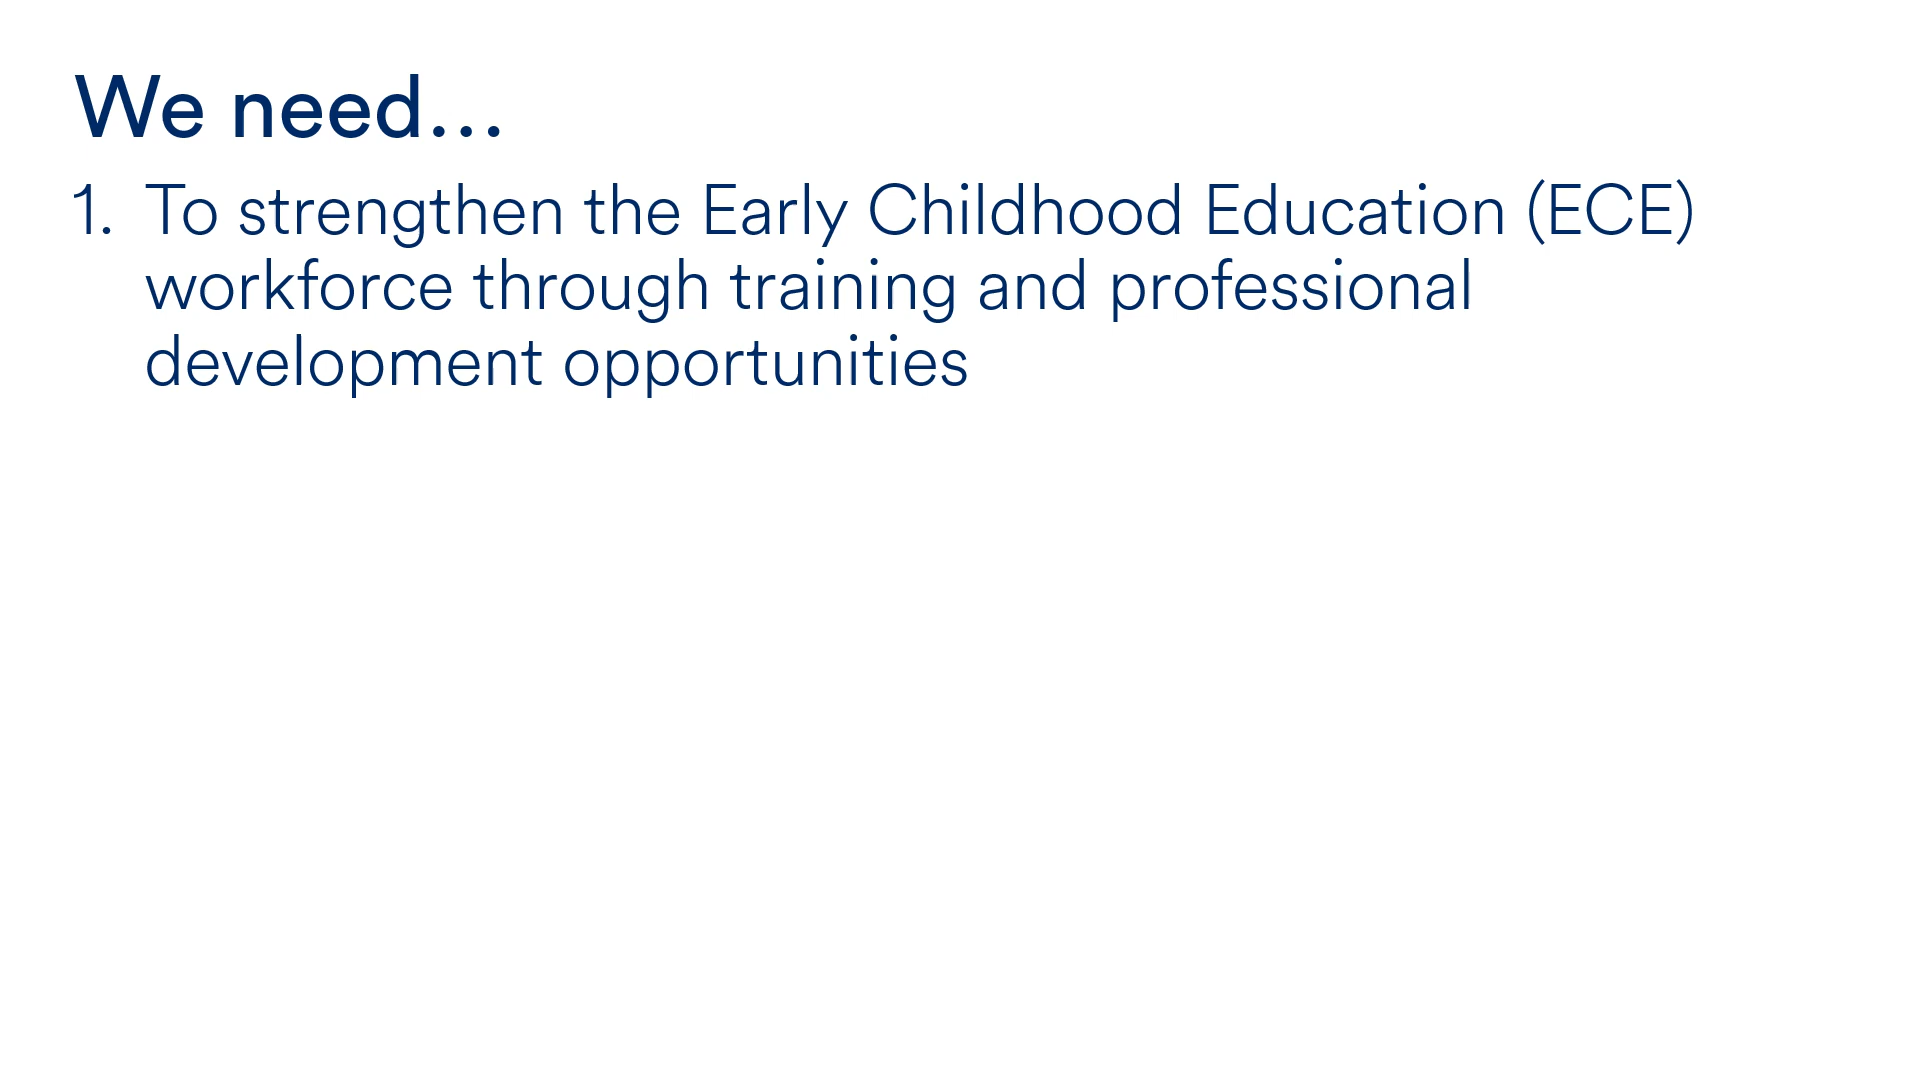 We need…
1. To strengthen the Early Childhood Education (ECE)
workforce through training and professional
development opportunities